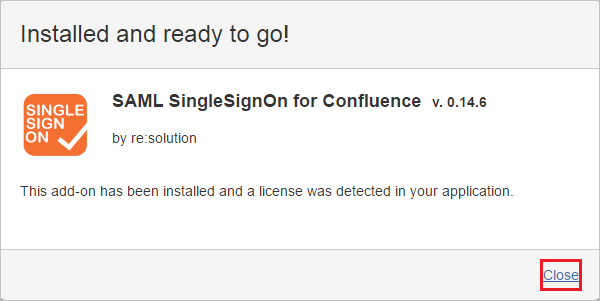 Installed and ready to go!
SINGLE
SIGN
ON
SAML SingleSignOn for Confluence v. 0.14.6
by re:solution
This add-on has been installed and a license was detected in your application.
Close